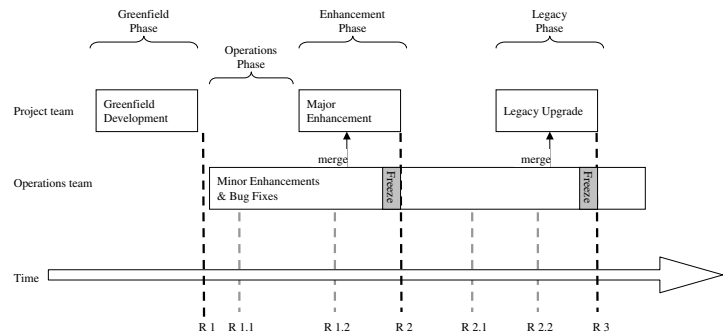 Greenfield
Phase
Enhancement
Phase
Legacy
Phase
Operations
Phase
Project team
Greenfield
Development
Major
Enhancement
Legacy Upgrade
merge
merge
Operations team
Minor Enhancements
& Bug Fixes
Freeze
Freeze
Time
R 1
R 1.1
R 1.2
R 2
R 2.1
R 2.2
R 3